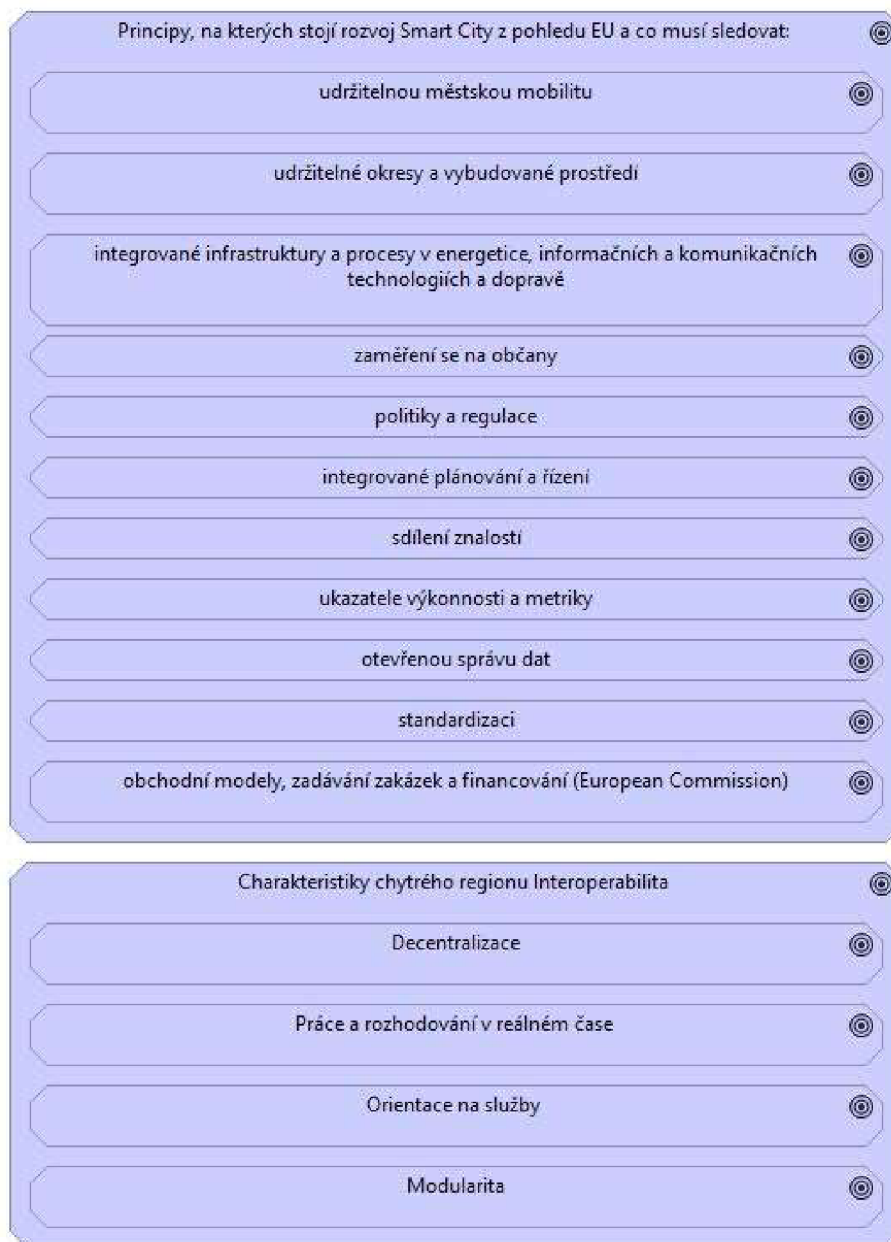 Principy, na kterých stojí rozvoj Smart City z pohledu EU a co musí sledovat:
udržitelnou městskou mobilitu
udržitelné okresy a vybudované prostředí
integrované infrastruktury a procesy v energetice, informačních a komunikačních
technologiích a dopravě
zaměření se na občany
politiky a regulace
integrované plánování a řízení
sdílení znalostí
ukazatele výkonnosti a metriky
otevřenou správu dat
standardizaci
obchodní modely, zadávání zakázek a financování (European Commission)
Charakteristiky chytrého regionu Interoperabilita
Decentralizace
Práce a rozhodování v reálném čase
Orientace na služby
Modularita